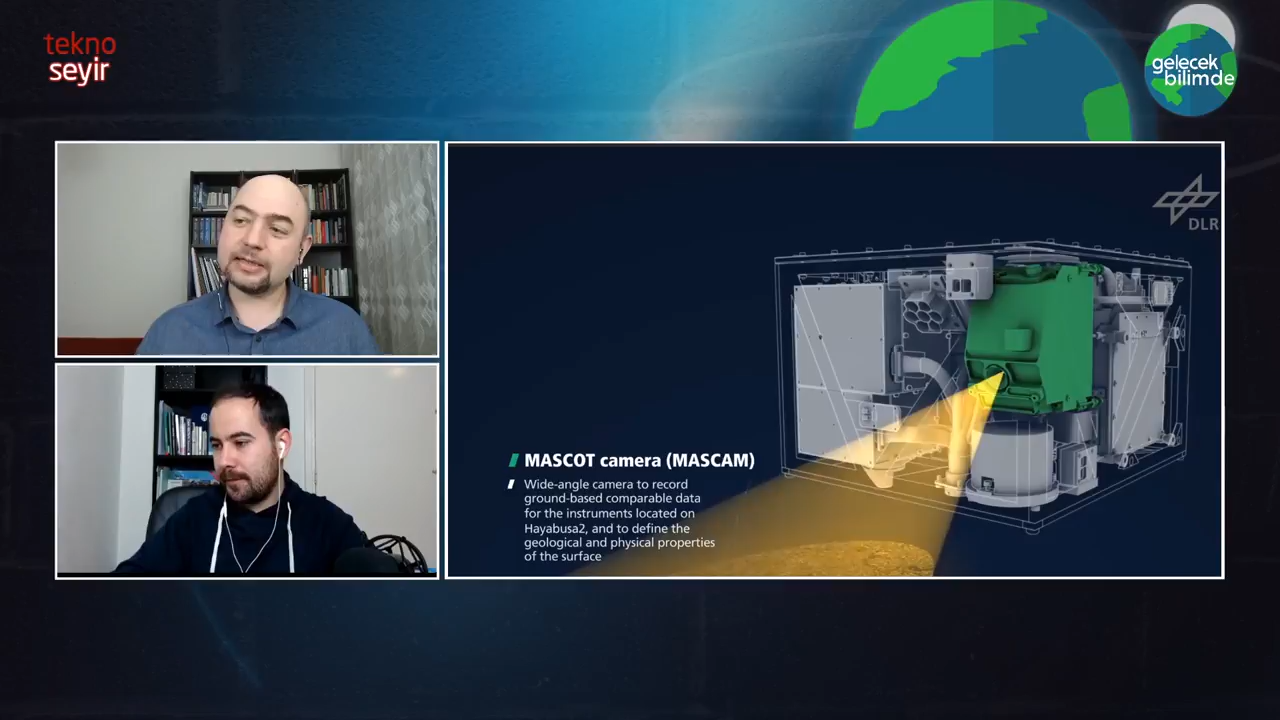 tekno
seyir
gelecek
bilimde
DLR
MASCOT camera (MASCAM)
Wide-angle camera to record
ground-based comparable data
for the instruments located on
Hayabusa2, and to define the
geological and physical properties
of the surface